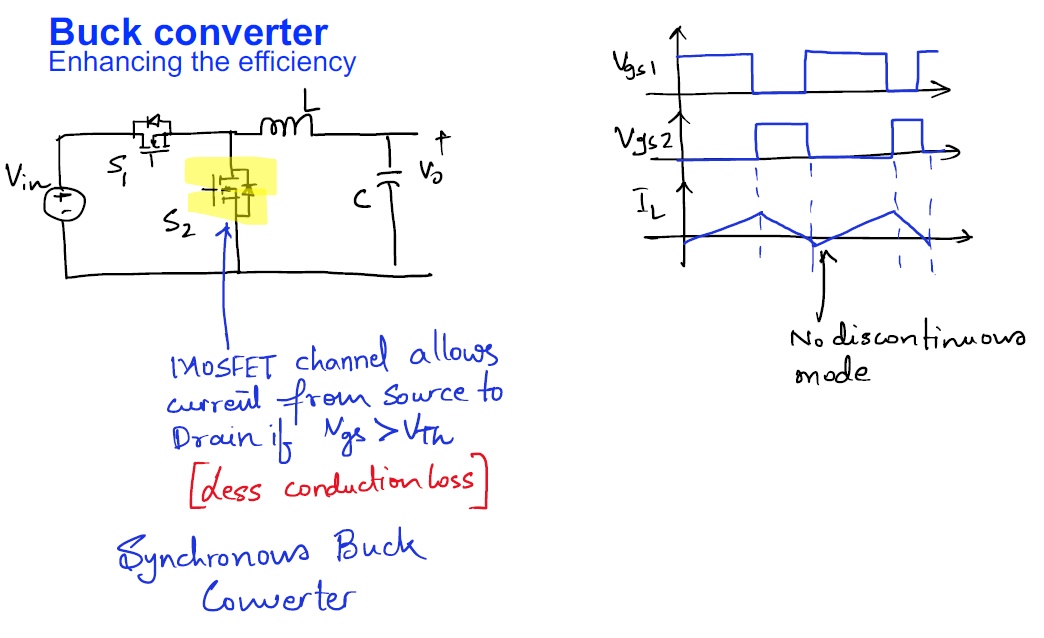 Buck converter
Enhancing the efficiency
L
S1
Vin
+
-
S2
C
+
Vo
MOSFET channel allows
current from Source to
Drain if Vgs > VTh
[Less conduction loss]
Synchronous Buck
Converter
Vgs1
Vgs2
IL
No discontinuous
mode